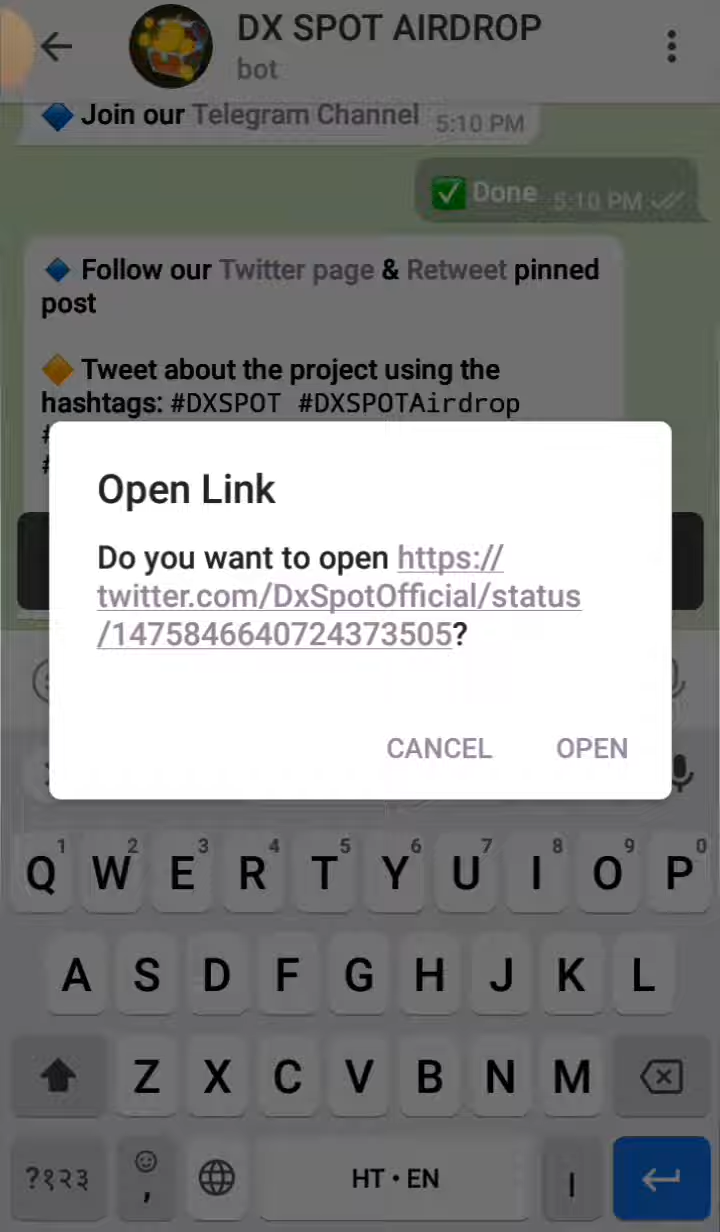 DX SPOT AIRDROP
bot
Join our Telegram Channel 5:10 PM
Done 5:10 PM
Follow our Twitter page & Retweet pinned
post
Tweet about the project using the
hashtags: #DXSPOT #DXSPOTAirdrop
#
#
Open Link
Do you want to open https://
twitter.com/DxSpotOfficial/status
/1475846640724373505?
CANCEL OPEN
1 2 3 4 5 6 7 8 9 0
Q W E R T Y U I O P
A S D F G H J K L
Z X C V B N M
?१२३ , HT • EN ।